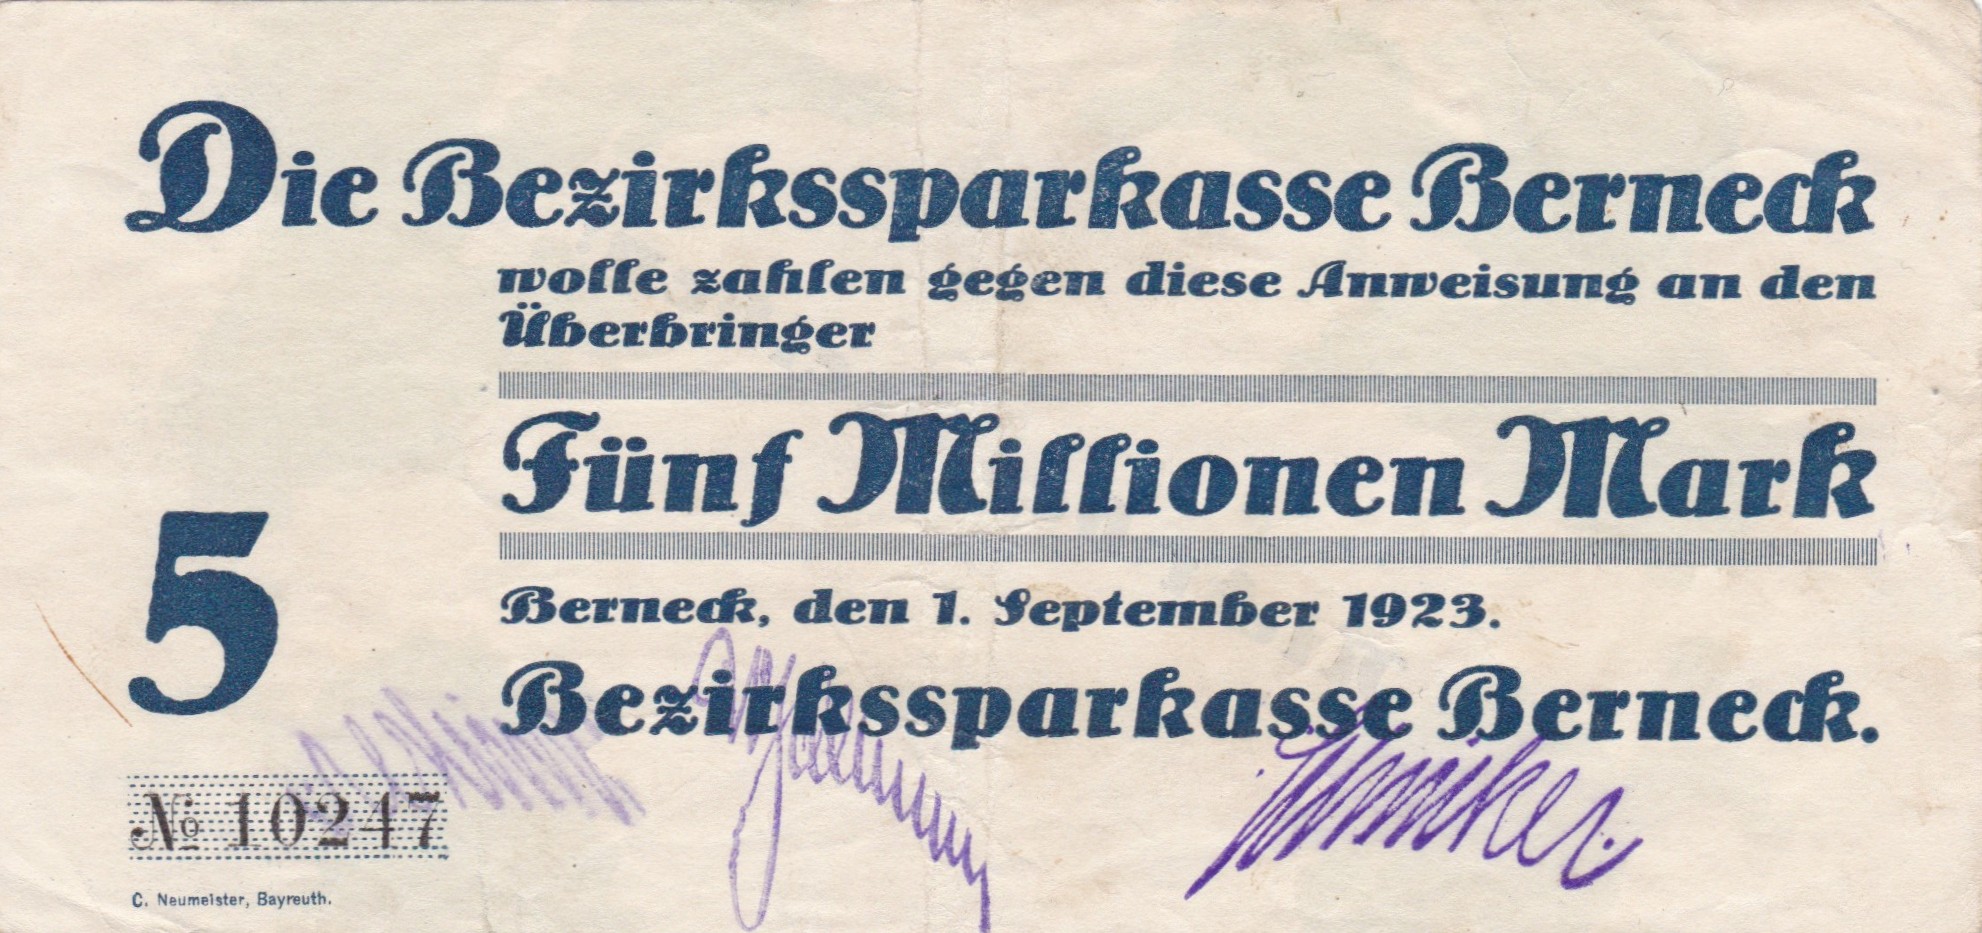 Die Bezirkssparkasse Berneck
wolle zahlen gegen diese Anweisung an den
Überbringer
Fünf Millionen Mark
5
Berneck, den 1. September 1923.
Bezirkssparkasse Berneck.
№ 10247
C. Neumeister, Bayreuth.